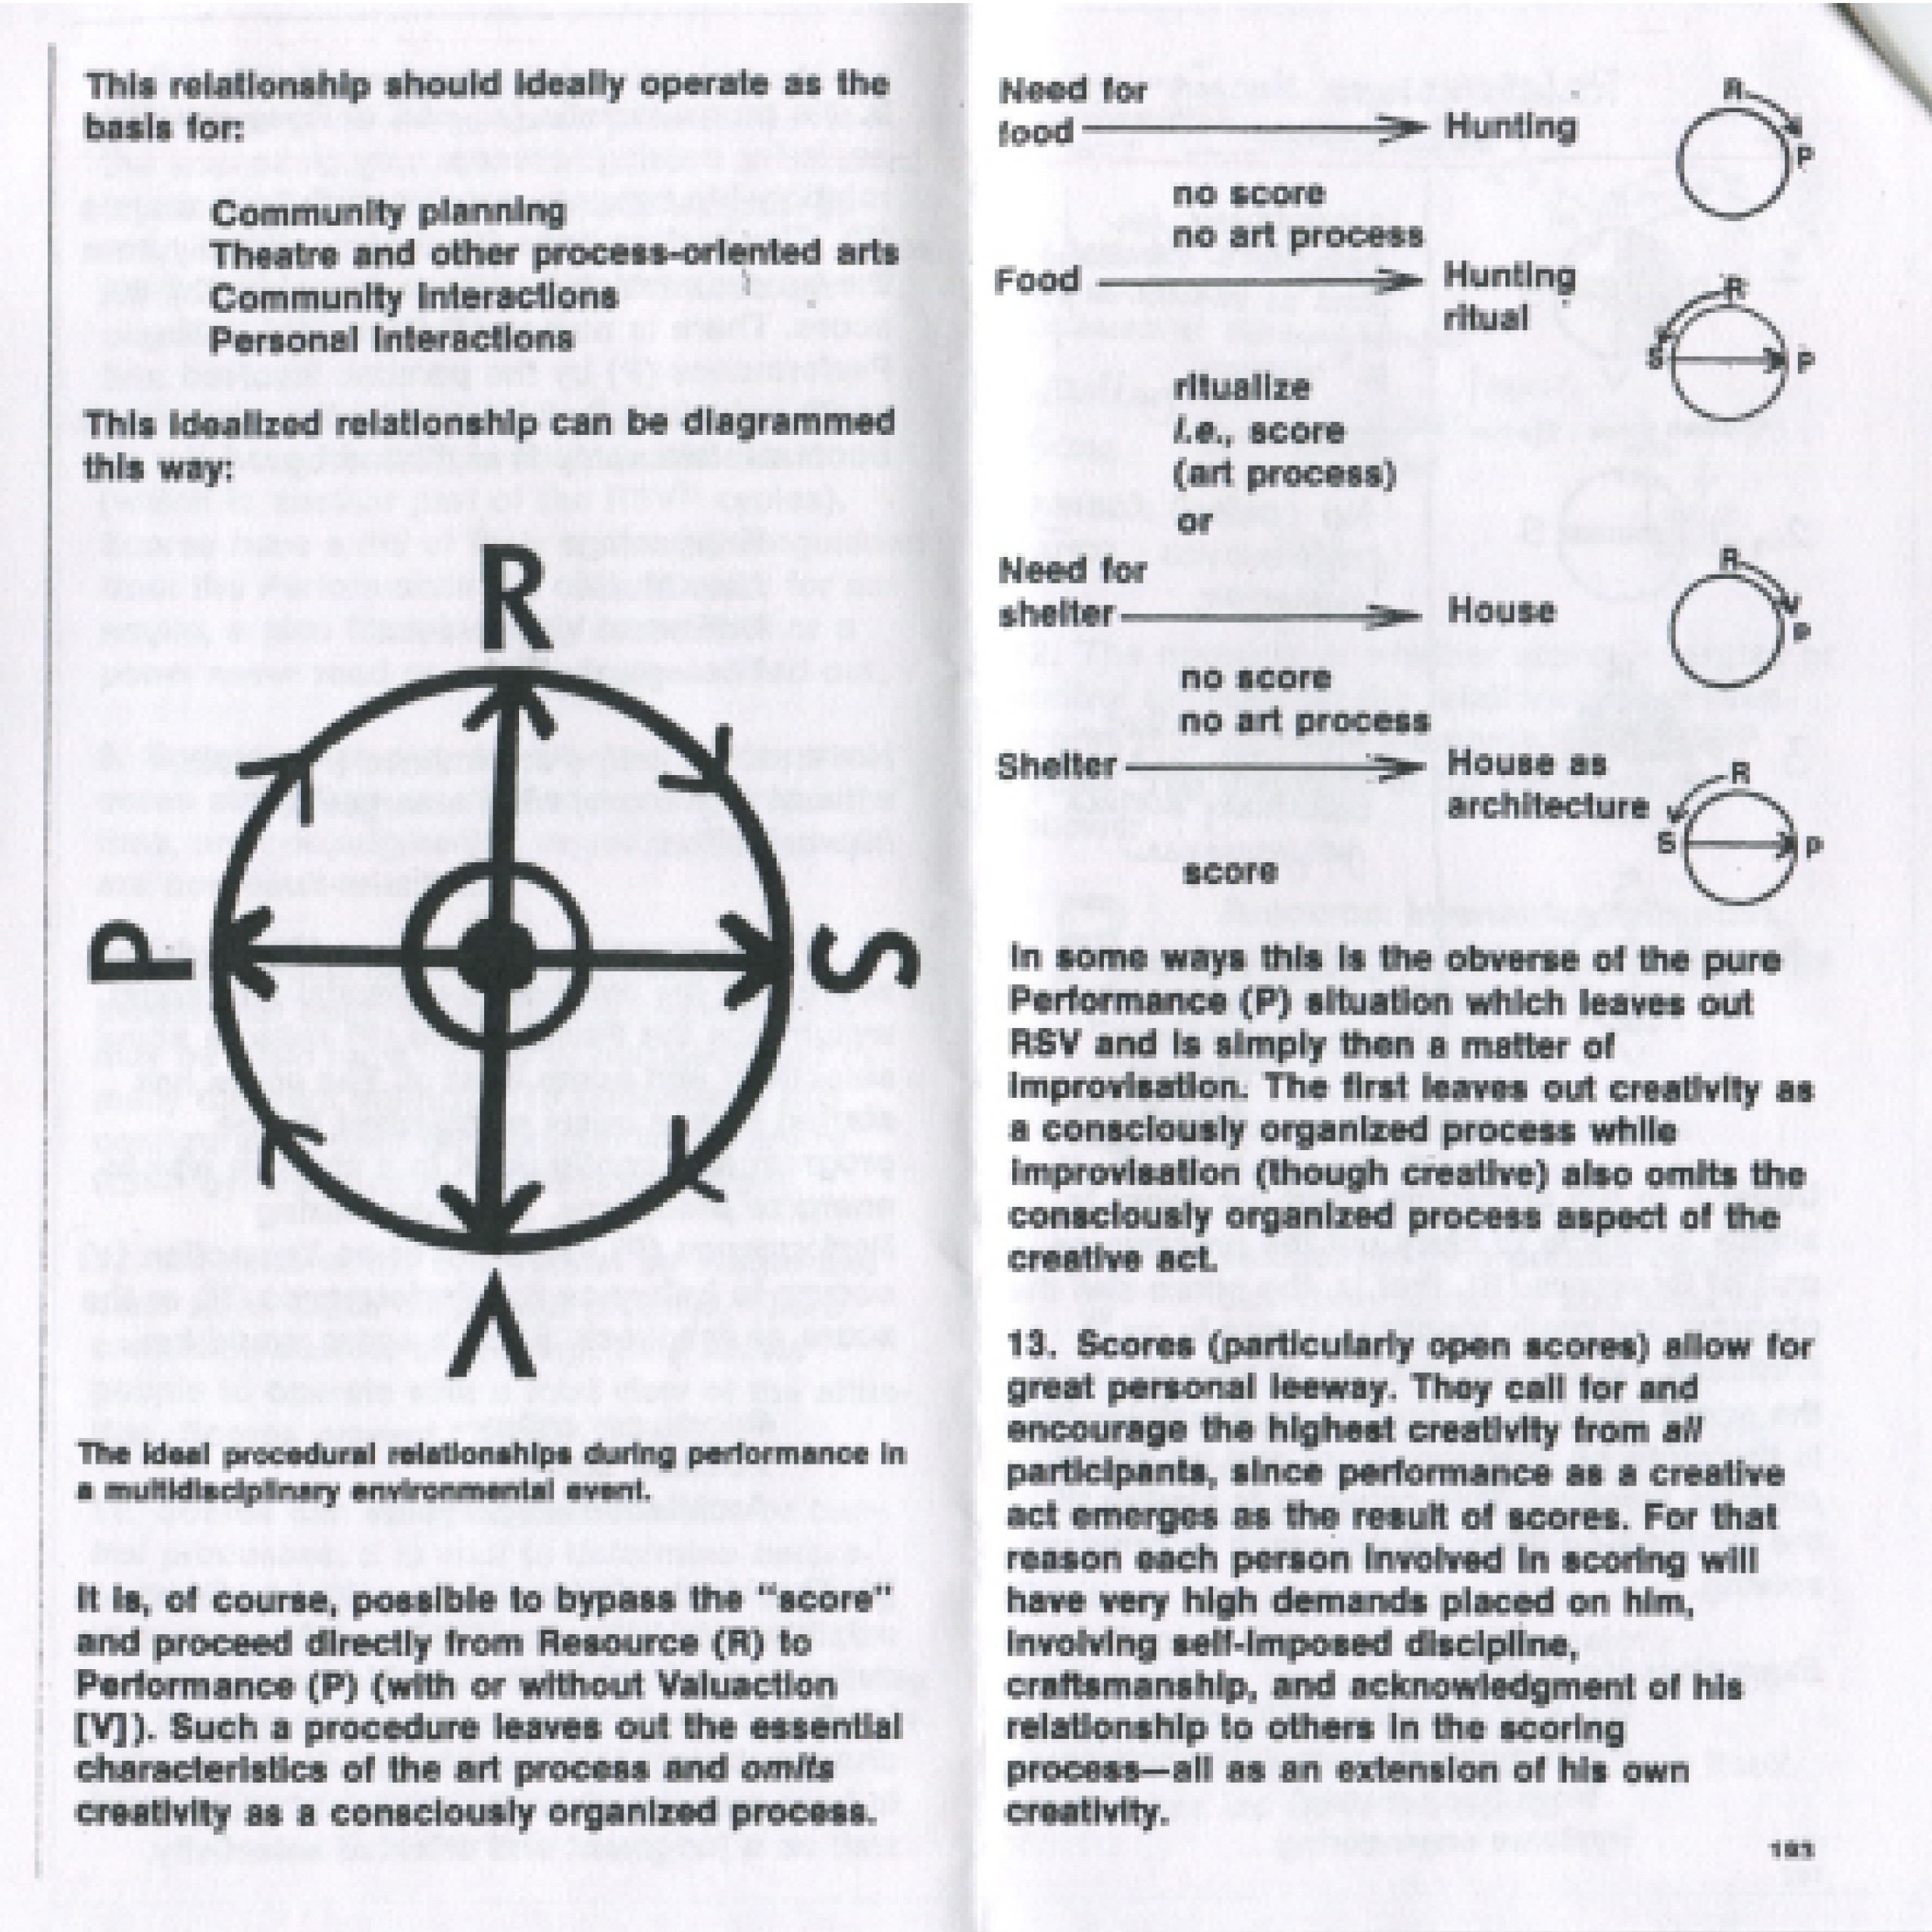 This relationship should ideally operate as the
basis for:
Community planning
Theatre and other process-oriented arts
Community interactions
Personal interactions
This idealized relationship can be diagrammed
this way:
R
P
S
V
The ideal procedural relationships during performance in
a multidisciplinary environmental event.
It is, of course, possible to bypass the "score"
and proceed directly from Resource (R) to
Performance (P) (with or without Valuaction
[V]). Such a procedure leaves out the essential
characteristics of the art process and omits
creativity as a consciously organized process.
Need for
food Hunting
R
P
no score
no art process
Food Hunting
ritual
R
S P
ritualize
i.e., score
(art process)
or
Need for
shelter House
R
P
no score
no art process
Shelter House as
architecture
R
S P
score
In some ways this is the obverse of the pure
Performance (P) situation which leaves out
RSV and is simply then a matter of
improvisation. The first leaves out creativity as
a consciously organized process while
improvisation (though creative) also omits the
consciously organized process aspect of the
creative act.
13. Scores (particularly open scores) allow for
great personal leeway. They call for and
encourage the highest creativity from all
participants, since performance as a creative
act emerges as the result of scores. For that
reason each person involved in scoring will
have very high demands placed on him,
involving self-imposed discipline,
craftsmanship, and acknowledgment of his
relationship to others in the scoring
process—all as an extension of his own
creativity.
193